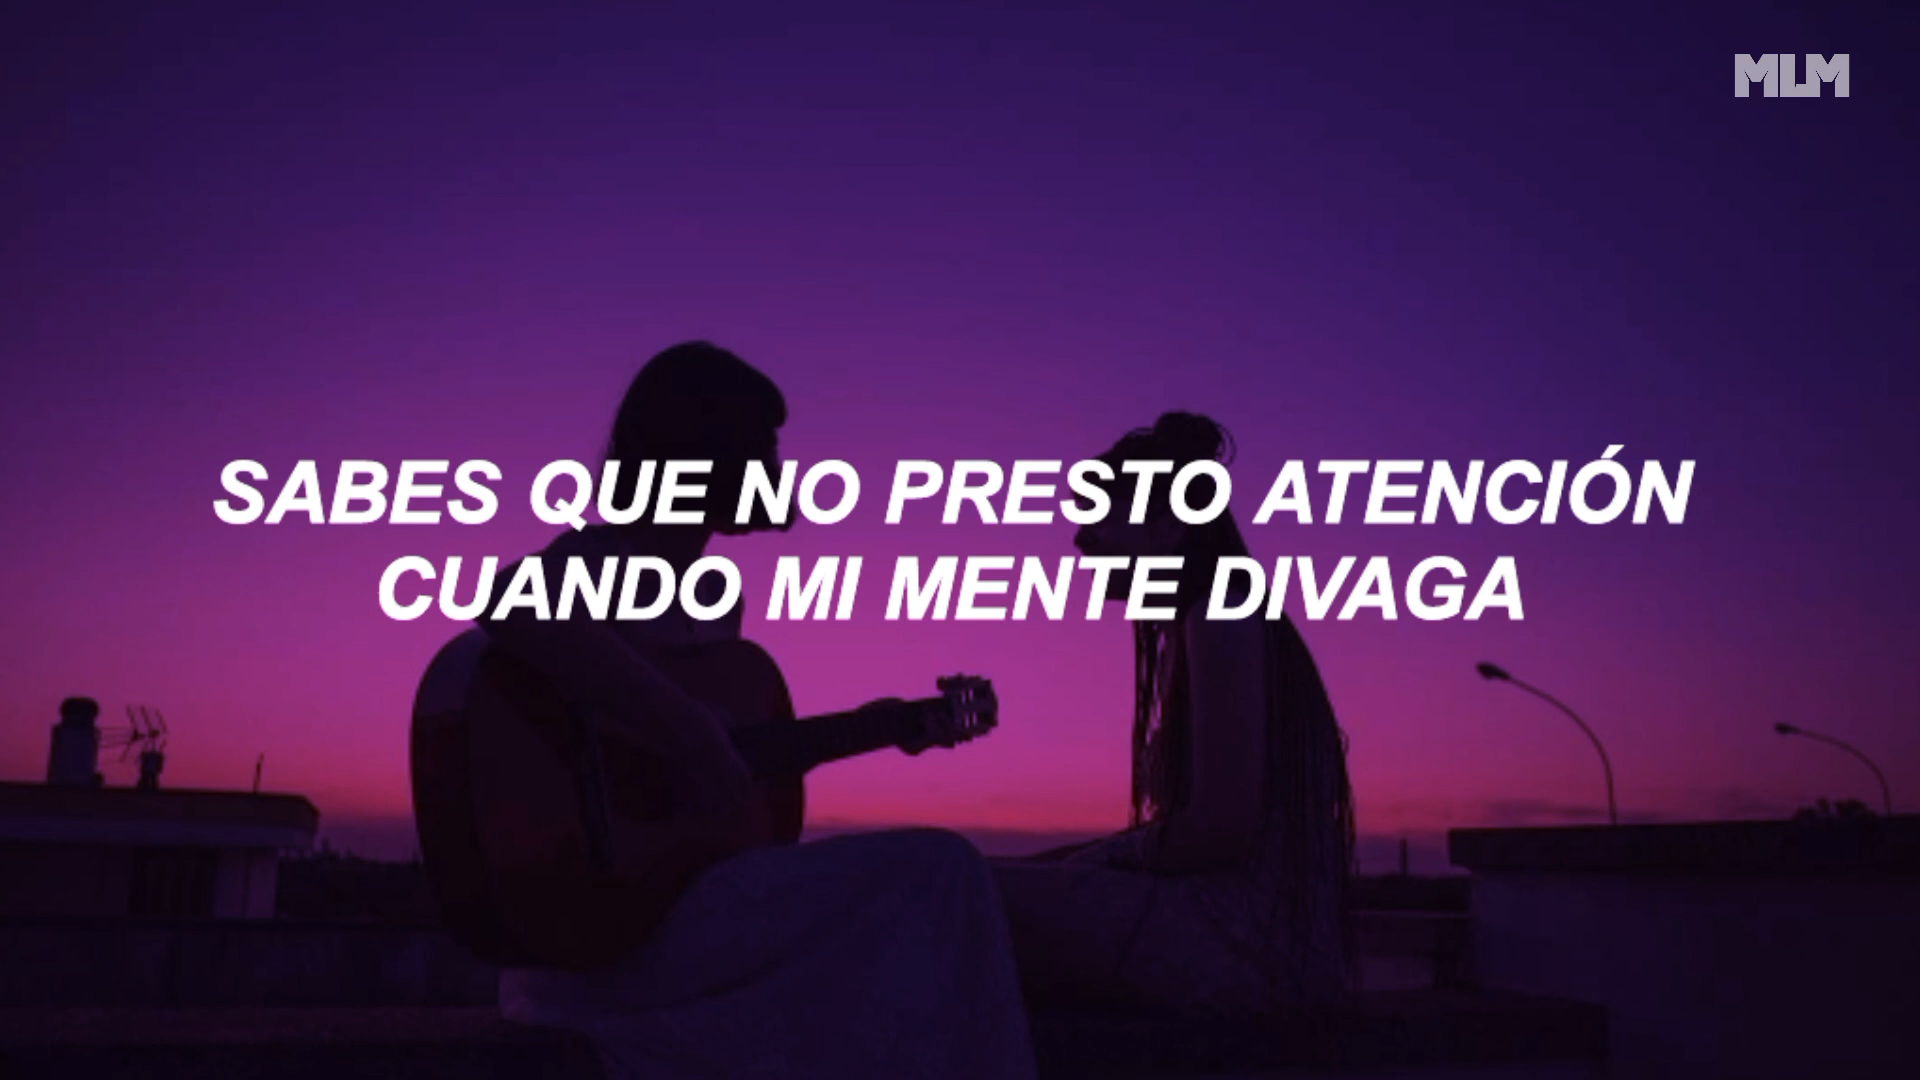 MLM
SABES QUE NO PRESTO ATENCIÓN
CUANDO MI MENTE DIVAGA